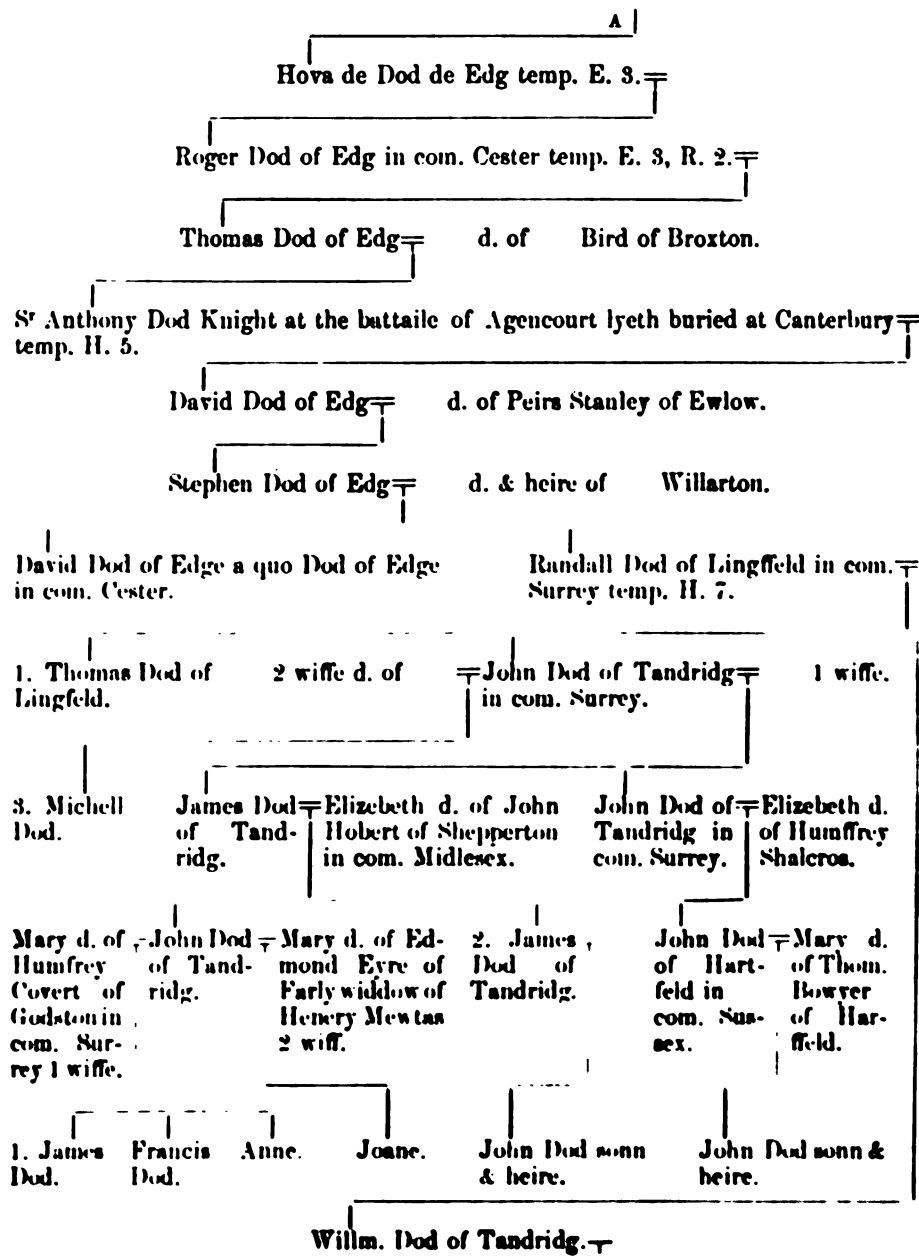 A
Hova de Dod de Edg temp. E. 3.
Roger Dod of Edg in com. Cester temp. E. 3, R. 2.
Thomas Dod of Edg d. of Bird of Broxton.
Sr Anthony Dod Knight at the battaile of Agencourt lyeth buried at Canterbury
temp. H. 5.
David Dod of Edg d. of Peirs Stanley of Ewlow.
Stephen Dod of Edg d. & heire of Willarton.
David Dod of Edge a quo Dod of Edge
in com. Cester.
Randall Dod of Lingffeld in com.
Surrey temp. H. 7.
1. Thomas Dod of
Lingfeld.
2 wiffe d. of
John Dod of Tandridg
in com. Surrey.
1 wiffe.
3. Michell
Dod.
James Dod
of Tand-
ridg.
Elizebeth d. of John
Hobert of Shepperton
in com. Midlesex.
John Dod of
Tandridg in
com. Surrey.
Elizebeth d.
of Humffrey
Shalcros.
Mary d. of
Humfrey
Covert of
Godston in
com. Sur-
rey 1 wiffe.
John Dod
of Tand-
ridg.
Mary d. of Ed-
mond Eyre of
Farly widdow of
Henery Mewtas
2 wiff.
2. James
Dod of
Tandridg.
John Dod
of Hart-
feld in
com. Sus-
sex.
Mary d.
of Thom.
Bowyer
of Har-
ffeld.
1. James
Dod.
Francis
Dod.
Anne.
Joane.
John Dod sonn
& heire.
John Dod sonn &
heire.
Willm. Dod of Tandridg.